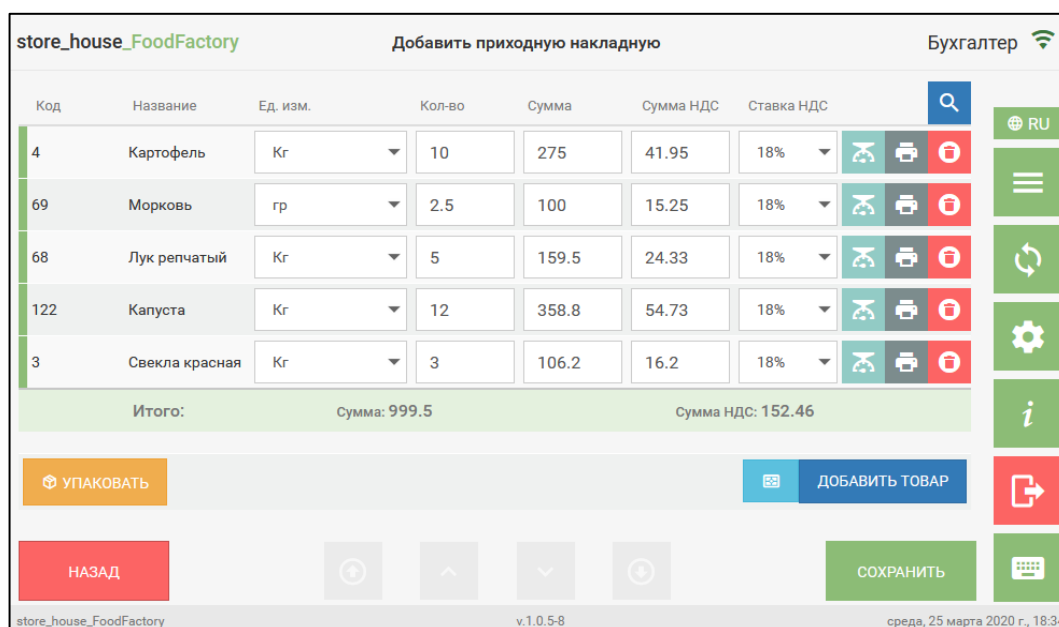 store_house_FoodFactory Добавить приходную накладную Бухгалтер
Код Название Ед. изм. Кол-во Сумма Сумма НДС Ставка НДС
RU
4 Картофель Кг 10 275 41.95 18%
69 Морковь гр 2.5 100 15.25 18%
68 Лук репчатый Кг 5 159.5 24.33 18%
122 Капуста Кг 12 358.8 54.73 18%
3 Свекла красная Кг 3 106.2 16.2 18%
Итого: Сумма: 999.5 Сумма НДС: 152.46
УПАКОВАТЬ ДОБАВИТЬ ТОВАР
НАЗАД СОХРАНИТЬ
store_house_FoodFactory v.1.0.5-8 среда, 25 марта 2020 г., 18:3